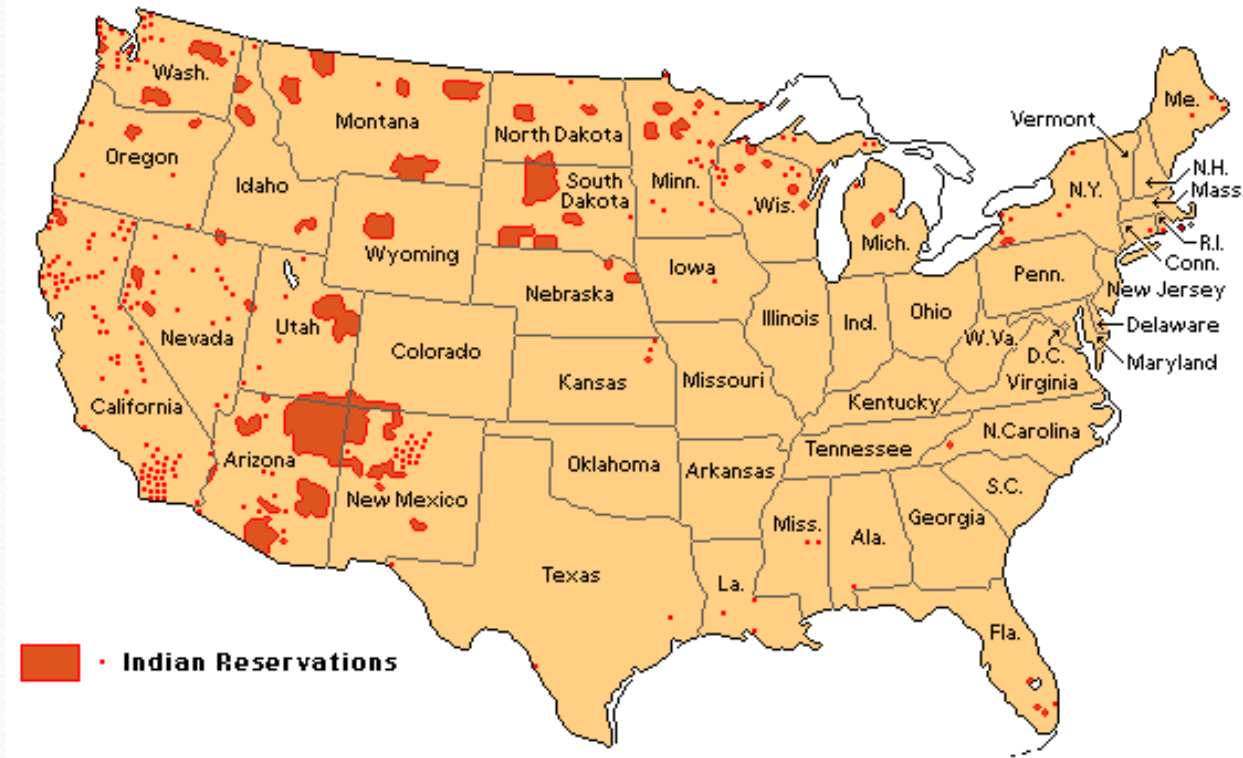 Wash.
Me.
Montana
Vermont
North Dakota
Oregon
N.H.
South
Dakota
Minn.
Idaho
Mass.
N.Y.
Wis.
Wyoming
Mich.
R.I.
Conn.
Iowa
Penn.
Nebraska
New Jersey
Ohio
Illinois
Ind.
Utah
Nevada
Delaware
W.Va.
Colorado
D.C.
Maryland
Kansas
Missouri
Virginia
California
Kentucky
N.Carolina
Tennessee
Arizona
Oklahoma
Arkansas
S.C.
New Mexico
Georgia
Miss.
Ala.
Texas
La.
Fla.
Indian Reservations